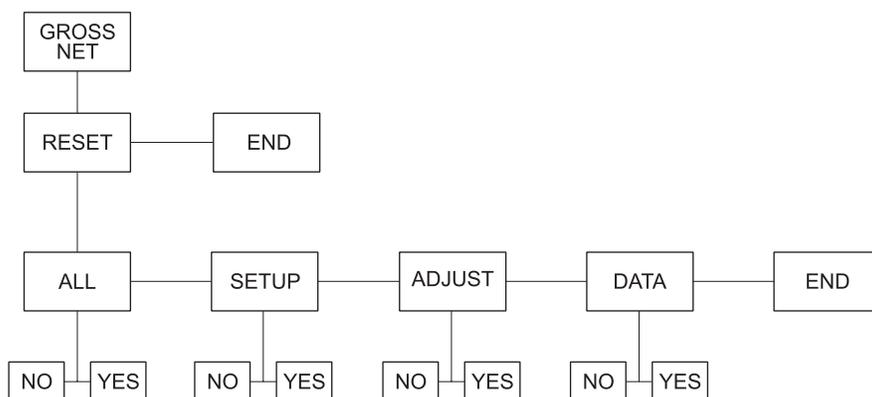 GROSS
NET
RESET
END
ALL
SETUP
ADJUST
DATA
END
NO
YES
NO
YES
NO
YES
NO
YES